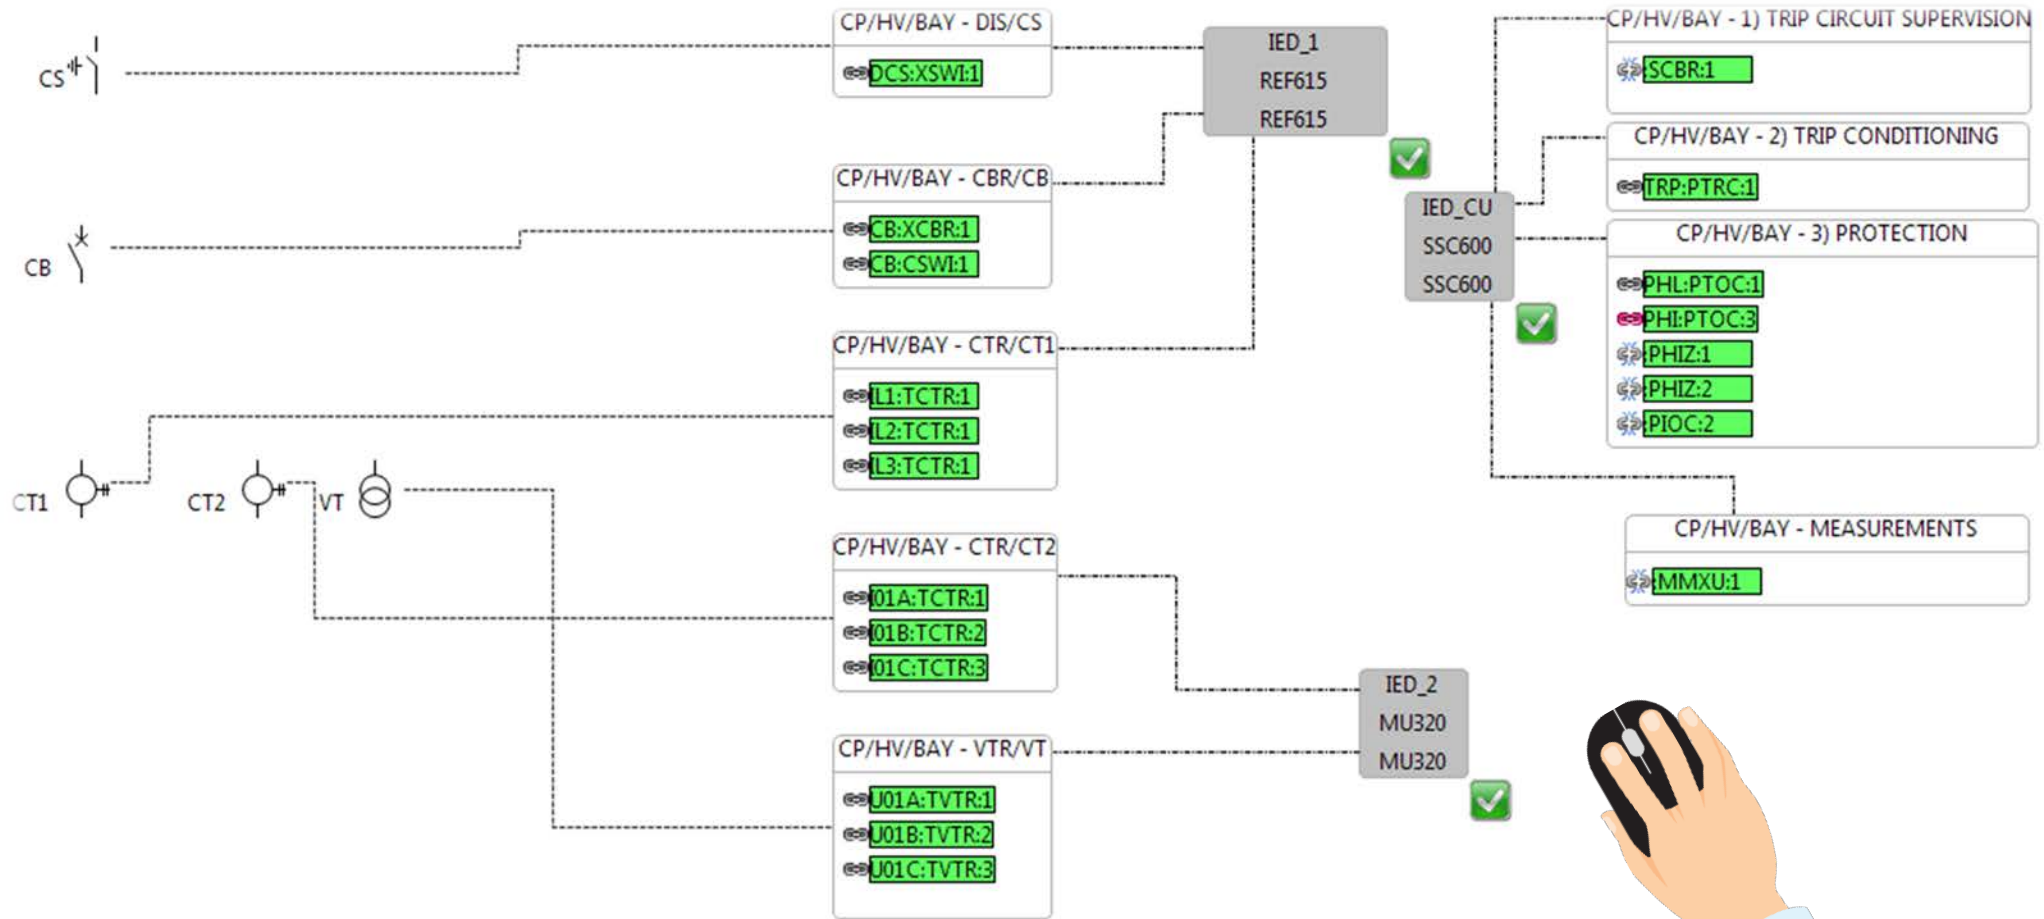 CS
CB
CT1
CT2
VT
CP/HV/BAY - DIS/CS
DCS:XSWI:1
CP/HV/BAY - CBR/CB
CB:XCBR:1
CB:CSWI:1
CP/HV/BAY - CTR/CT1
IL1:TCTR:1
IL2:TCTR:1
IL3:TCTR:1
CP/HV/BAY - CTR/CT2
I01A:TCTR:1
I01B:TCTR:2
I01C:TCTR:3
CP/HV/BAY - VTR/VT
U01A:TVTR:1
U01B:TVTR:2
U01C:TVTR:3
IED_1
REF615
REF615
IED_CU
SSC600
SSC600
IED_2
MU320
MU320
CP/HV/BAY - 1) TRIP CIRCUIT SUPERVISION
:SCBR:1
CP/HV/BAY - 2) TRIP CONDITIONING
TRP:PTRC:1
CP/HV/BAY - 3) PROTECTION
PHL:PTOC:1
PHI:PTOC:3
:PHIZ:1
:PHIZ:2
:PIOC:2
CP/HV/BAY - MEASUREMENTS
:MMXU:1